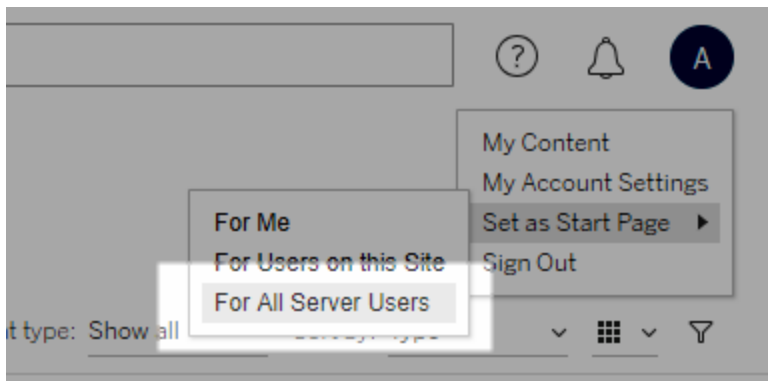 ?
A
My Content
My Account Settings
Set as Start Page
Sign Out
For Me
For Users on this Site
For All Server Users
t type: Show all